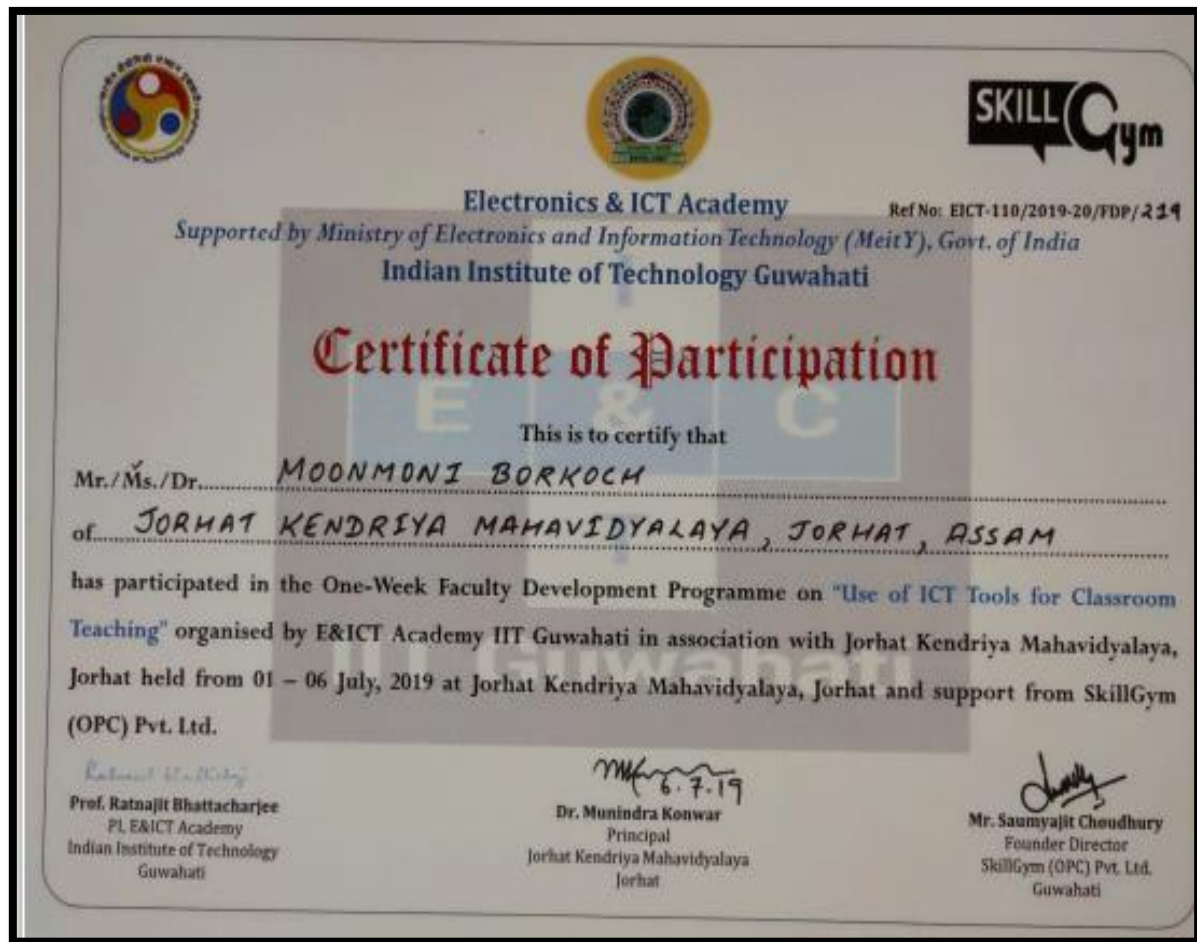 SKILL Gym
Electronics & ICT Academy
Ref No: EICT-110/2019-20/FDP/219
Supported by Ministry of Electronics and Information Technology (MeitY), Govt. of India
Indian Institute of Technology Guwahati
Certificate of Participation
E & C
This is to certify that
Mr./Ms./Dr. MOONMONI BORKOCH
of JORHAT KENDRIYA MAHAVIDYALAYA, JORHAT, ASSAM
has participated in the One-Week Faculty Development Programme on "Use of ICT Tools for Classroom
Teaching" organised by E&ICT Academy IIT Guwahati in association with Jorhat Kendriya Mahavidyalaya,
IIT Guwahati
Jorhat held from 01 – 06 July, 2019 at Jorhat Kendriya Mahavidyalaya, Jorhat and support from SkillGym
(OPC) Pvt. Ltd.
6.7.19
Prof. Ratnajit Bhattacharjee
PI, E&ICT Academy
Indian Institute of Technology
Guwahati
Dr. Munindra Konwar
Principal
Jorhat Kendriya Mahavidyalaya
Jorhat
Mr. Saumyajit Choudhury
Founder Director
SkillGym (OPC) Pvt. Ltd.
Guwahati